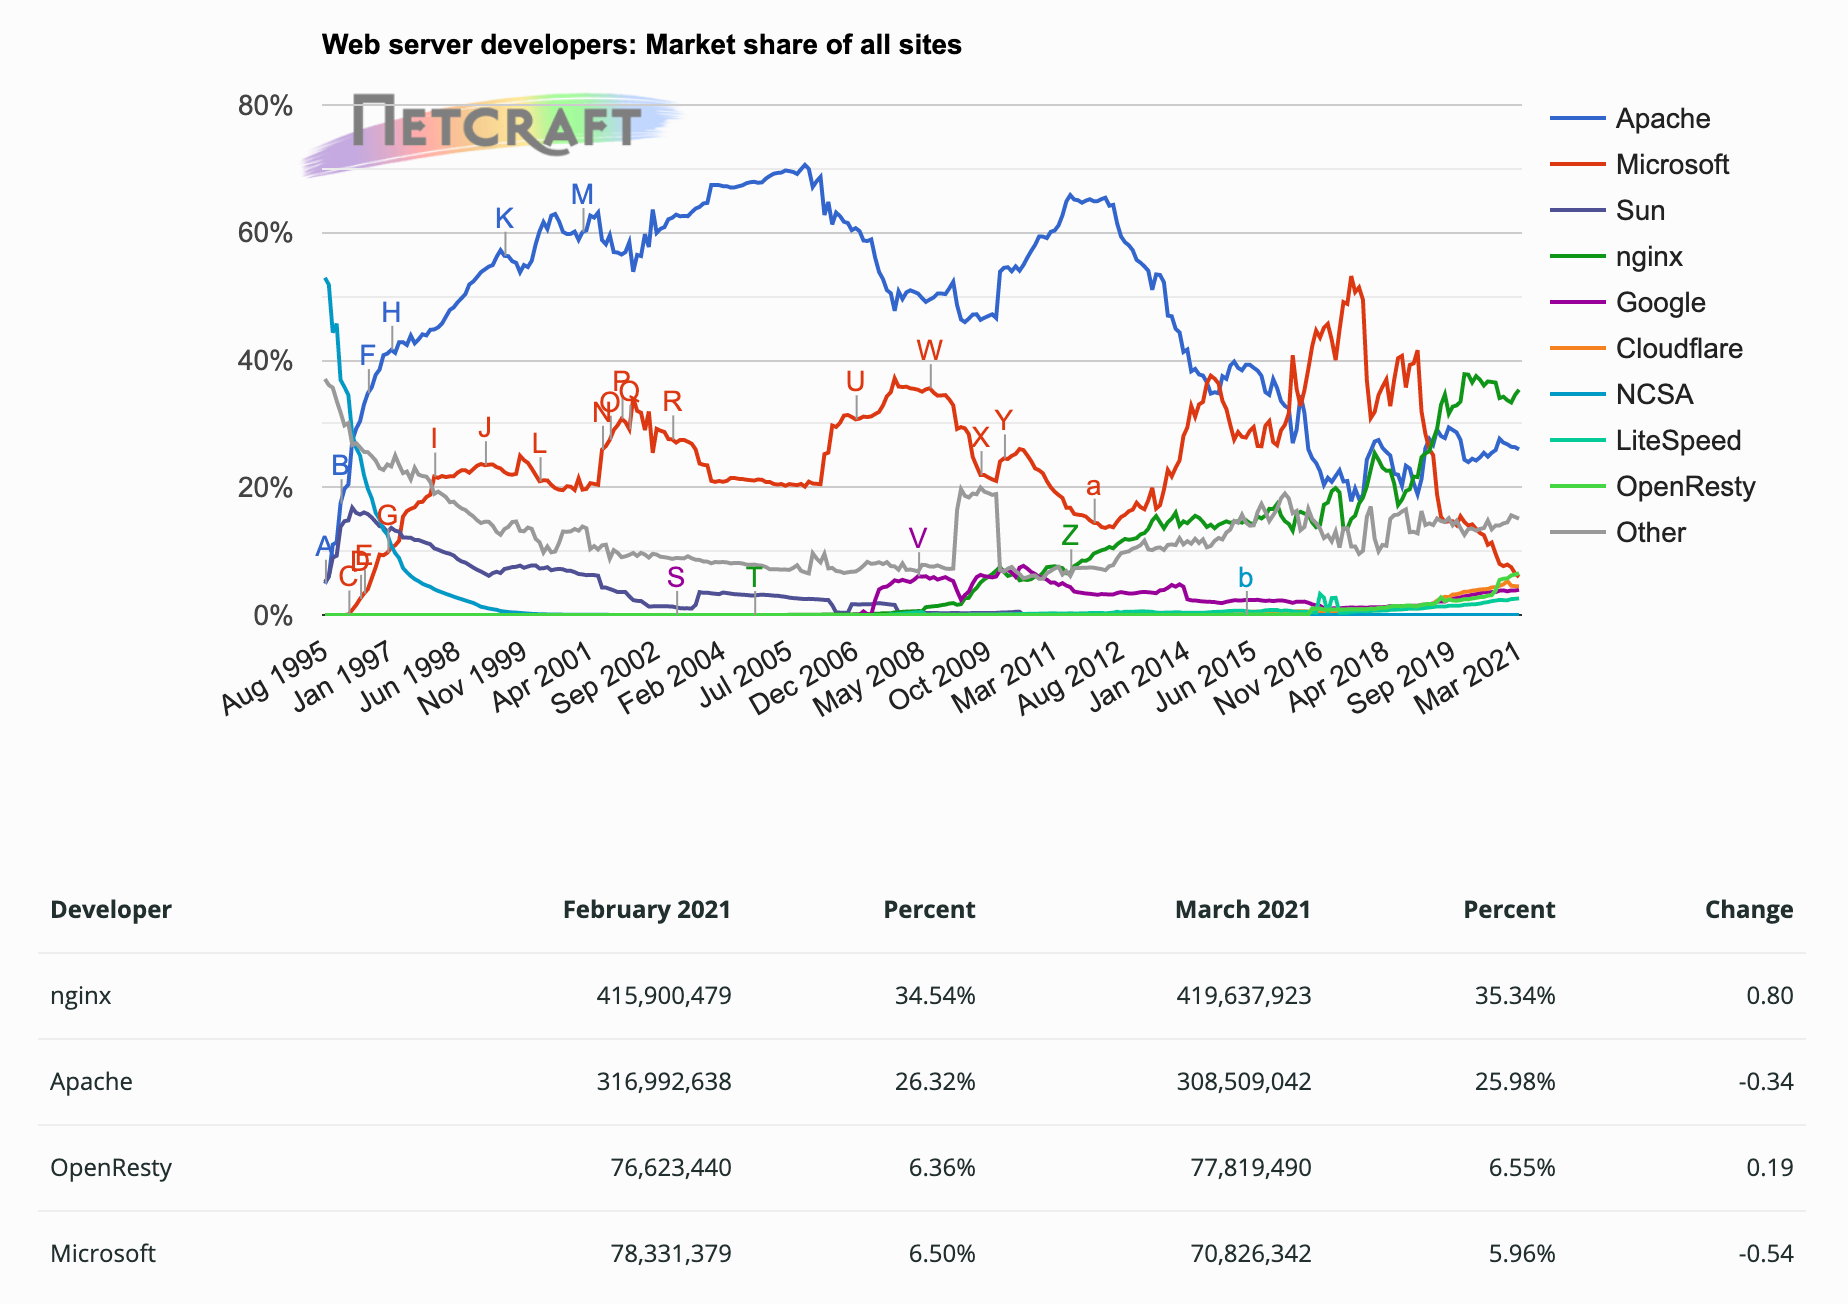 Web server developers: Market share of all sites
NETCRAFT
80%
60%
40%
20%
0%
Apache
Microsoft
Sun
nginx
Google
Cloudflare
NCSA
LiteSpeed
OpenResty
Other
A
B
C
D
E
F
G
H
I
J
K
L
M
N
O
P
Q
R
S
T
U
V
W
X
Y
Z
a
b
Aug 1995
Jan 1997
Jun 1998
Nov 1999
Apr 2001
Sep 2002
Feb 2004
Jul 2005
Dec 2006
May 2008
Oct 2009
Mar 2011
Aug 2012
Jan 2014
Jun 2015
Nov 2016
Apr 2018
Sep 2019
Mar 2021
Developer February 2021 Percent March 2021 Percent Change
nginx 415,900,479 34.54% 419,637,923 35.34% 0.80
Apache 316,992,638 26.32% 308,509,042 25.98% -0.34
OpenResty 76,623,440 6.36% 77,819,490 6.55% 0.19
Microsoft 78,331,379 6.50% 70,826,342 5.96% -0.54